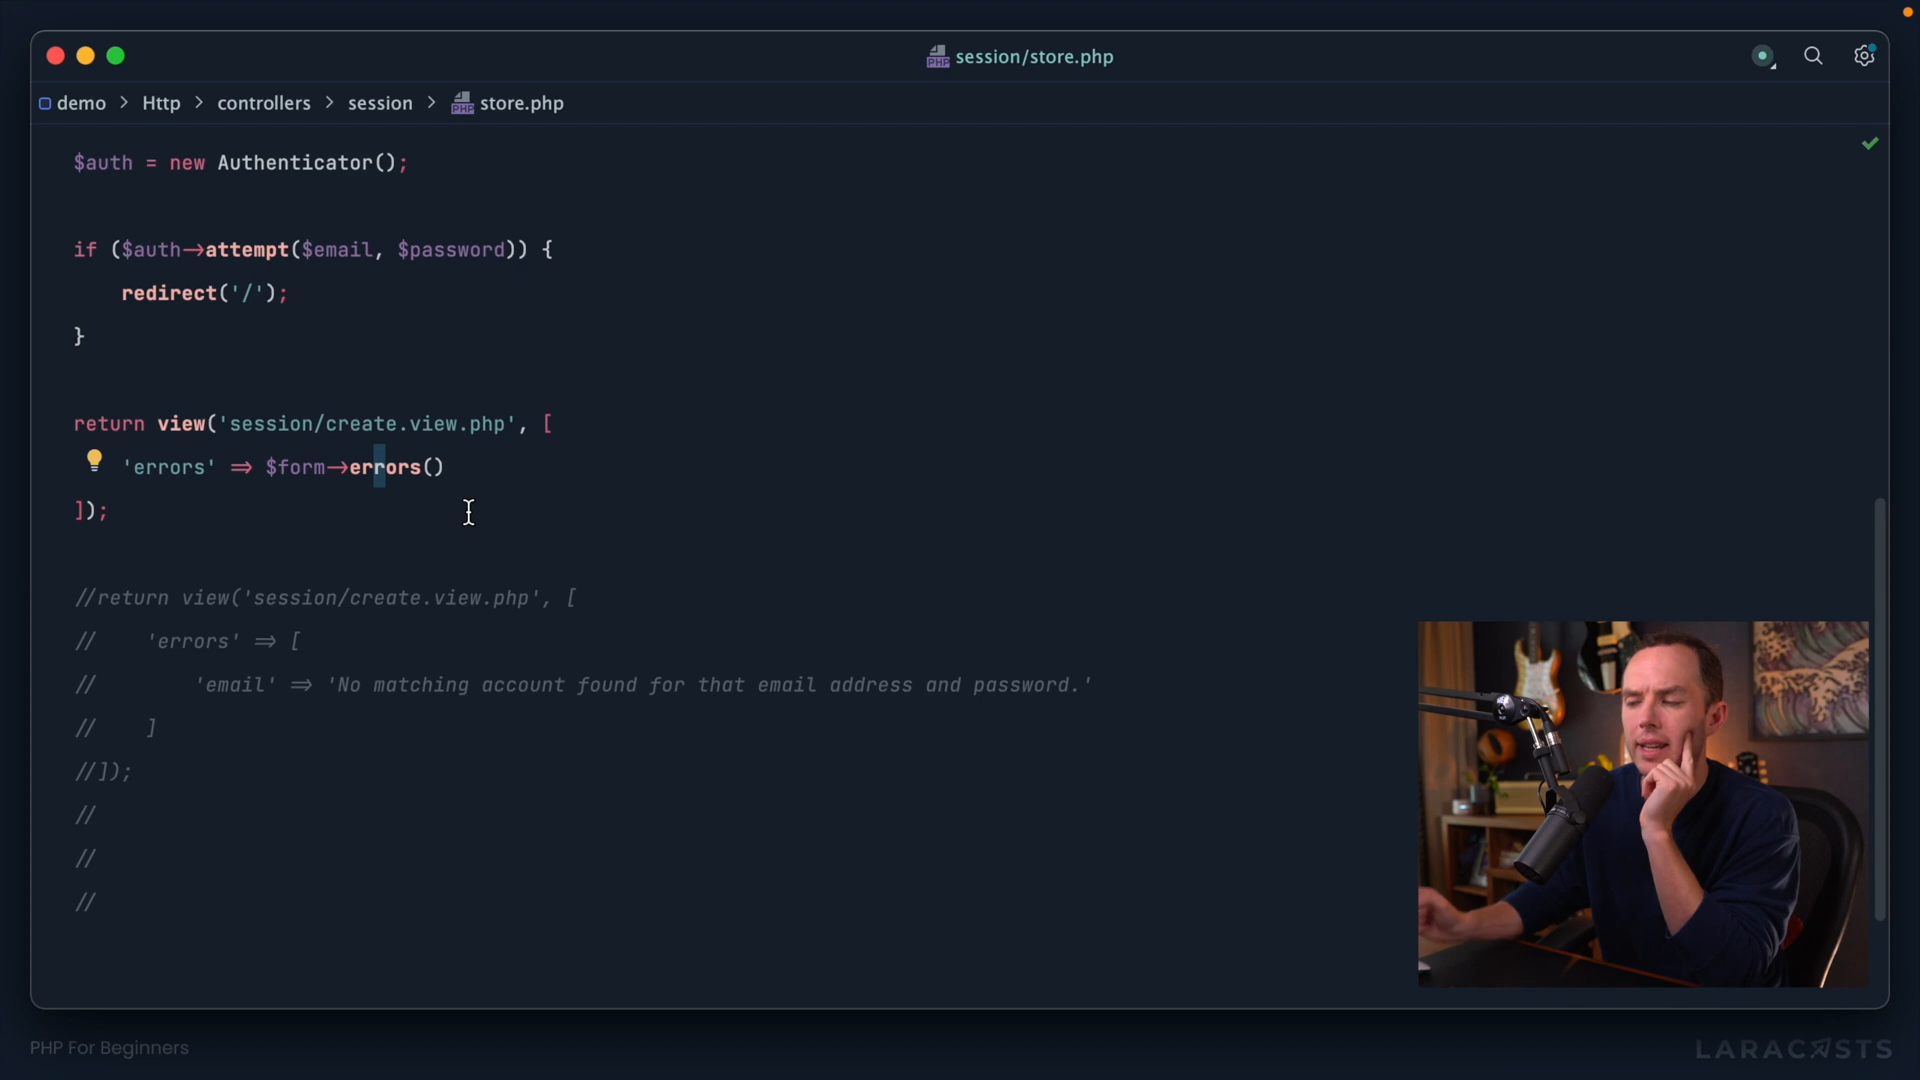 session/store.php
demo > Http > controllers > session > store.php
$auth = new Authenticator();
if ($auth->attempt($email, $password)) {
redirect('/');
}
return view('session/create.view.php', [
'errors' => $form->errors()
]);
//return view('session/create.view.php', [
// 'errors' => [
// 'email' => 'No matching account found for that email address and password.'
// ]
//]);
//
//
//
PHP For Beginners
LARACASTS